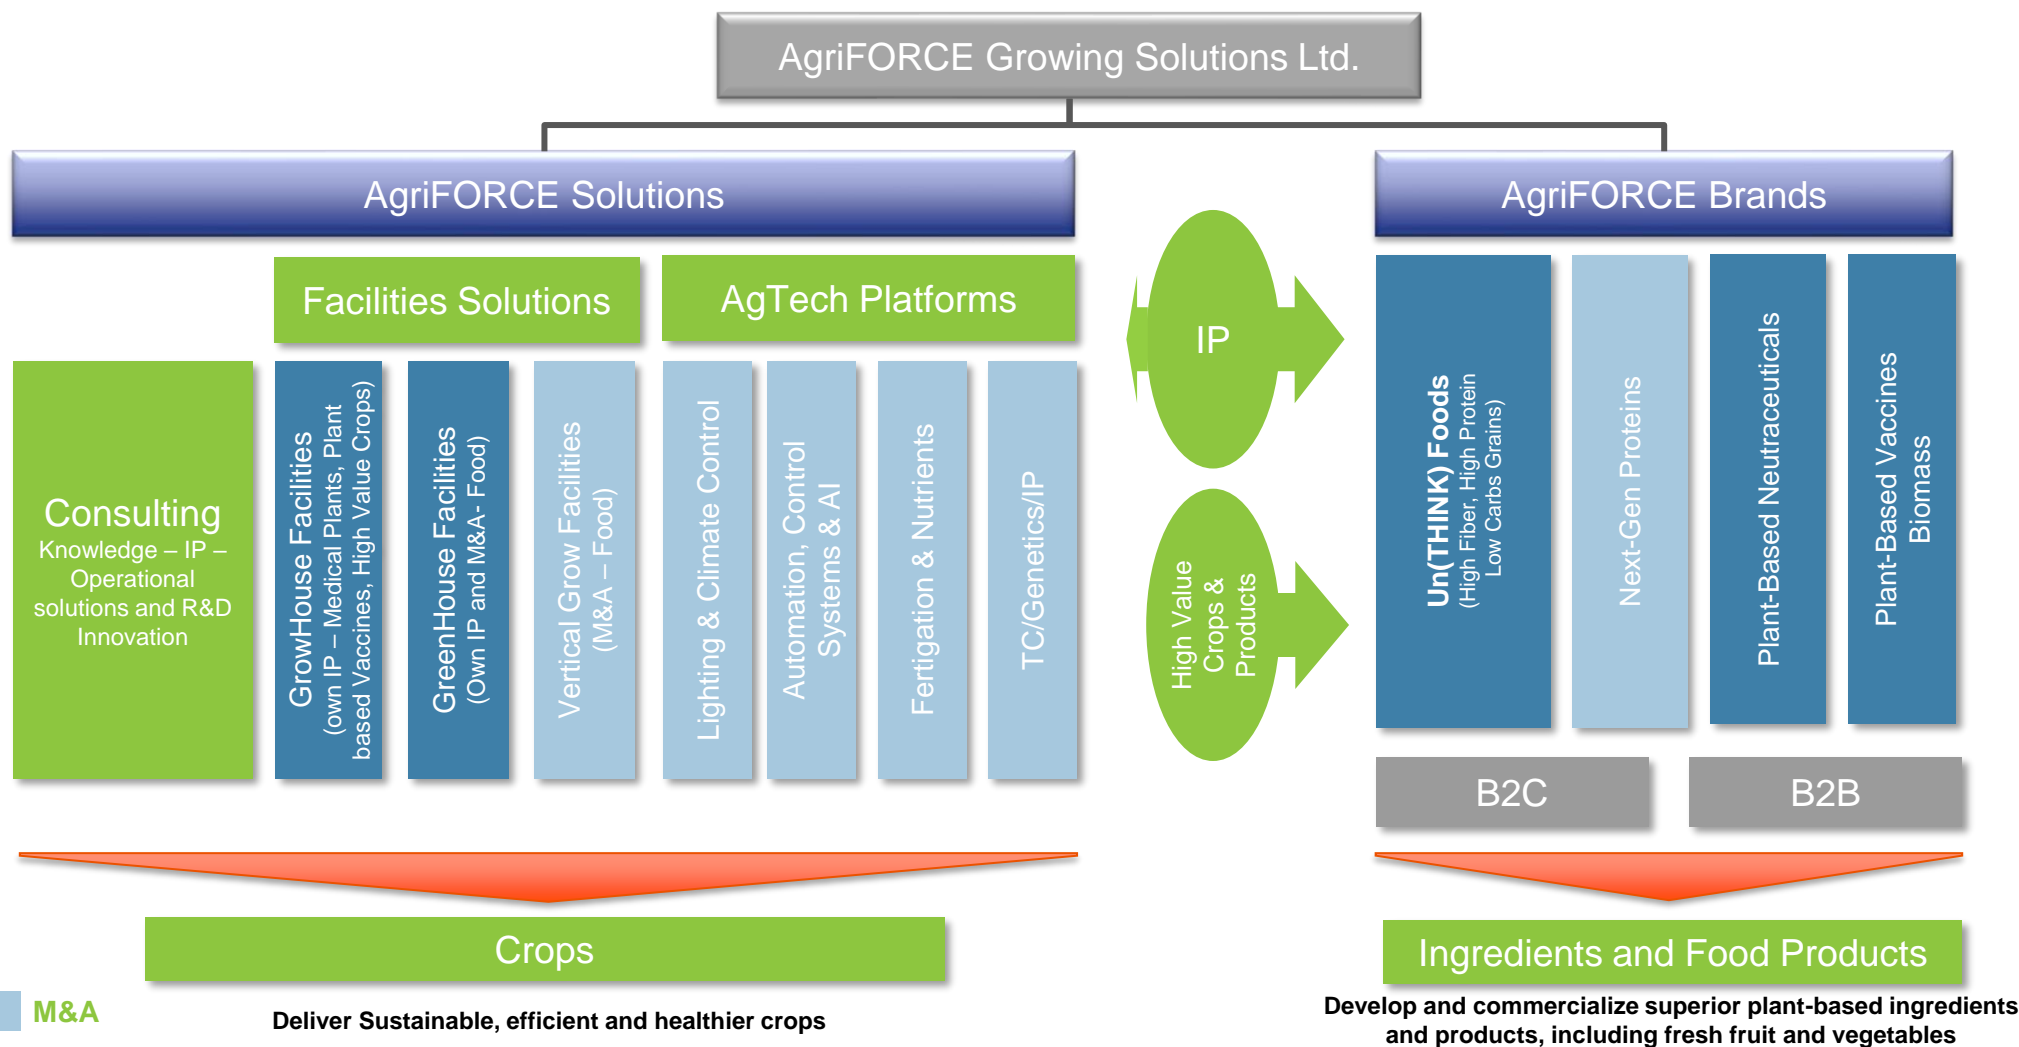 AgriFORCE Growing Solutions Ltd.
AgriFORCE Solutions
AgriFORCE Brands
Facilities Solutions
AgTech Platforms
Consulting
Knowledge – IP –
Operational
solutions and R&D
Innovation
GrowHouse Facilities
(own IP – Medical Plants, Plant
based Vaccines, High Value Crops)
GreenHouse Facilities
(Own IP and M&A- Food)
Vertical Grow Facilities
(M&A – Food)
Lighting & Climate Control
Automation, Control
Systems & AI
Fertigation & Nutrients
TC/Genetics/IP
IP
High Value
Crops &
Products
Un(THINK) Foods
(High Fiber, High Protein
Low Carbs Grains)
Next-Gen Proteins
Plant-Based Neutraceuticals
Plant-Based Vaccines
Biomass
B2C
B2B
Crops
Ingredients and Food Products
M&A
Deliver Sustainable, efficient and healthier crops
Develop and commercialize superior plant-based ingredients
and products, including fresh fruit and vegetables